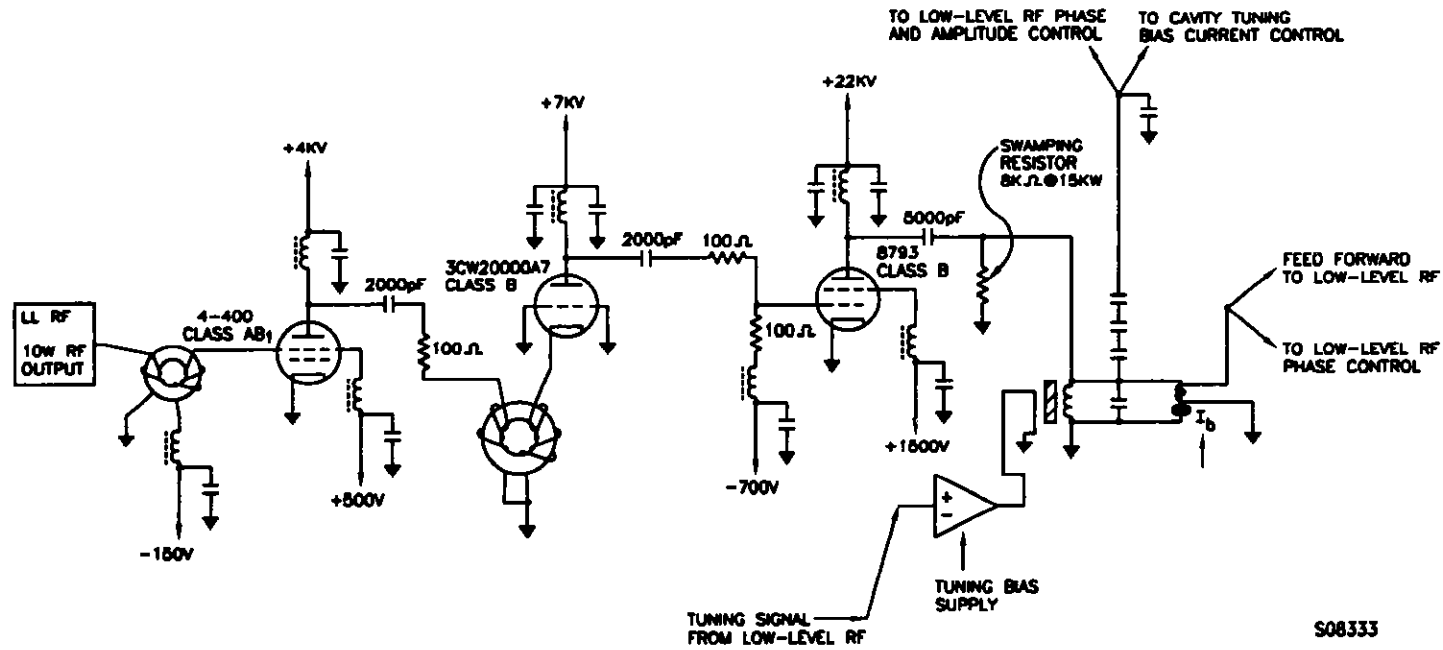 TO LOW-LEVEL RF PHASE
AND AMPLITUDE CONTROL
TO CAVITY TUNING
BIAS CURRENT CONTROL
+22KV
+7KV
+4KV
SWAMPING
RESISTOR
8KΩ@15KW
5000pF
8793
CLASS B
2000pF
100Ω
3CW20000A7
CLASS B
2000pF
4-400
CLASS AB1
LL RF
10W RF
OUTPUT
100Ω
100Ω
FEED FORWARD
TO LOW-LEVEL RF
TO LOW-LEVEL RF
PHASE CONTROL
Ib
+1500V
-700V
+500V
-150V
+
-
TUNING BIAS
SUPPLY
TUNING SIGNAL
FROM LOW-LEVEL RF
S08333